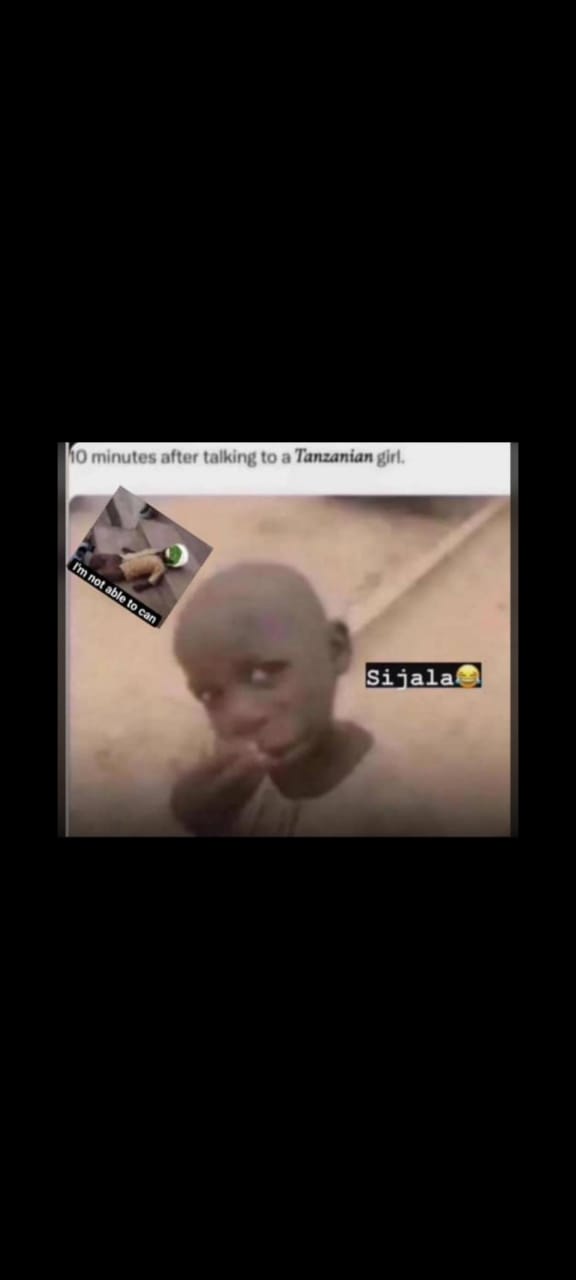 10 minutes after talking to a Tanzanian girl.
I'm not able to can
Sijala😂